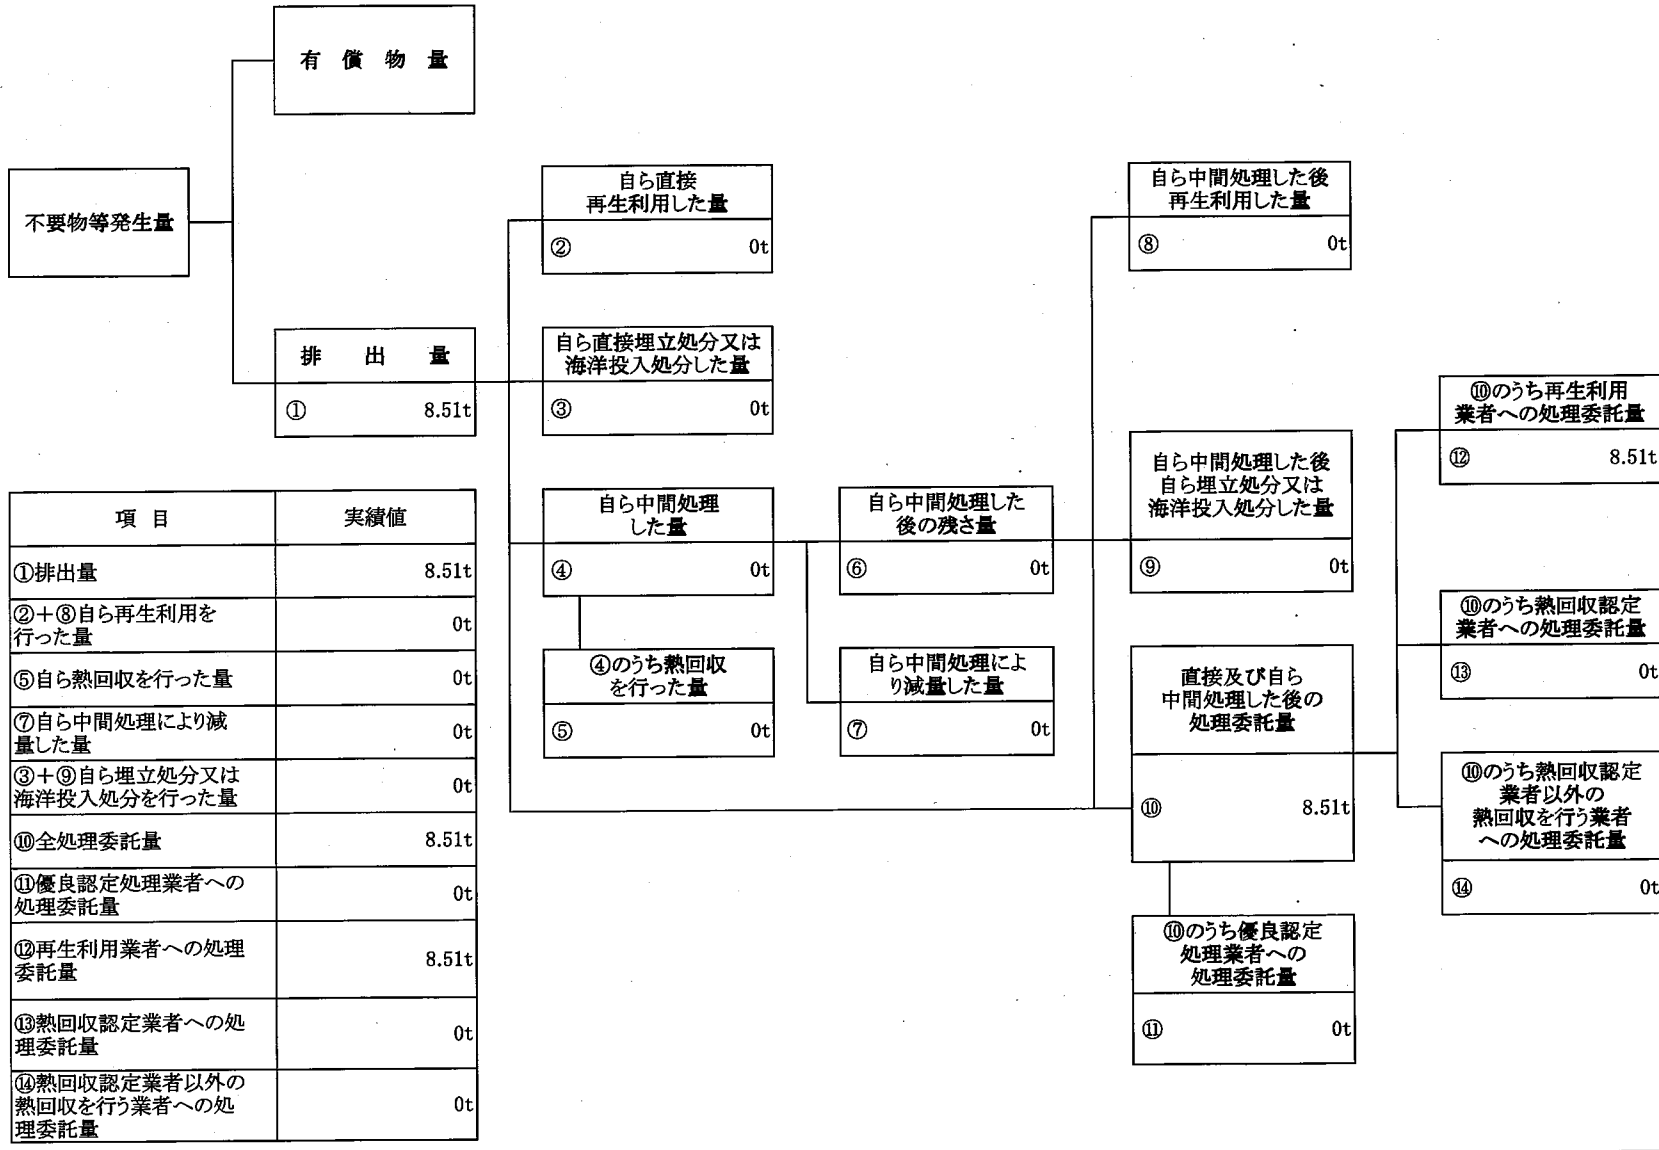 有償物量
不要物等発生量
排出量
① 8.51t
自ら直接
再生利用した量
② 0t
自ら直接埋立処分又は
海洋投入処分した量
③ 0t
自ら中間処理
した量
④ 0t
④のうち熱回収
を行った量
⑤ 0t
自ら中間処理した
後の残さ量
⑥ 0t
自ら中間処理によ
り減量した量
⑦ 0t
自ら中間処理した後
再生利用した量
⑧ 0t
自ら中間処理した後
自ら埋立処分又は
海洋投入処分した量
⑨ 0t
直接及び自ら
中間処理した後の
処理委託量
⑩ 8.51t
⑩のうち優良認定
処理業者への
処理委託量
⑪ 0t
⑩のうち再生利用
業者への処理委託量
⑫ 8.51t
⑩のうち熱回収認定
業者への処理委託量
⑬ 0t
⑩のうち熱回収認定
業者以外の
熱回収を行う業者
への処理委託量
⑭ 0t
項目 実績値
①排出量 8.51t
②+⑧自ら再生利用を
行った量 0t
⑤自ら熱回収を行った量 0t
⑦自ら中間処理により減
量した量 0t
③+⑨自ら埋立処分又は
海洋投入処分を行った量 0t
⑩全処理委託量 8.51t
⑪優良認定処理業者への
処理委託量 0t
⑫再生利用業者への処理
委託量 8.51t
⑬熱回収認定業者への処
理委託量 0t
⑭熱回収認定業者以外の
熱回収を行う業者への処
理委託量 0t